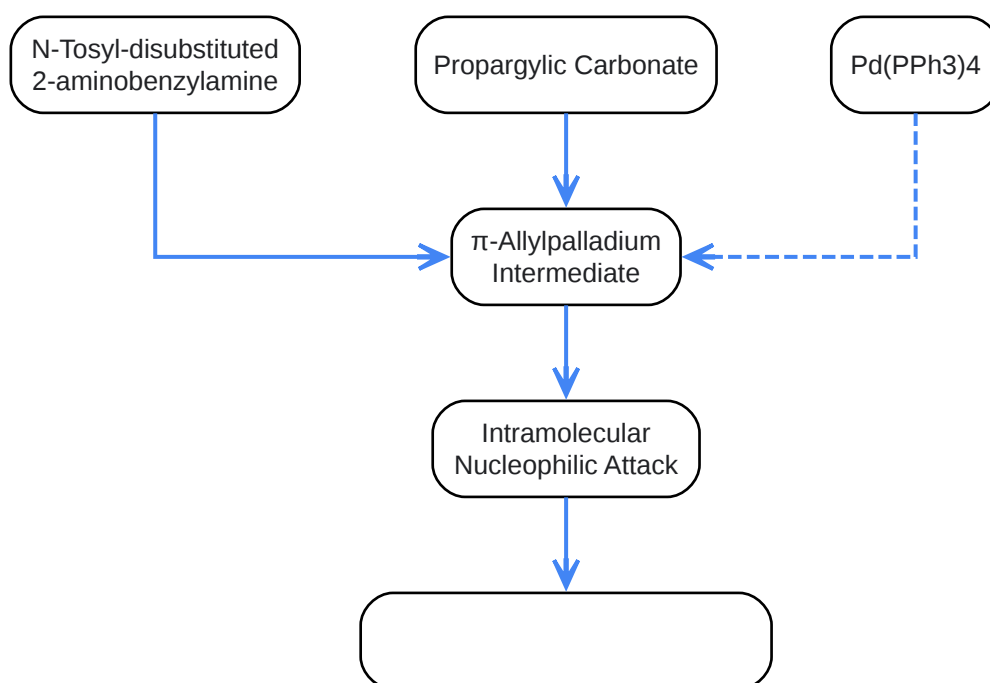 N-Tosyl-disubstituted
2-aminobenzylamine
Propargylic Carbonate
Pd(PPh3)4
π-Allylpalladium
Intermediate
Intramolecular
Nucleophilic Attack